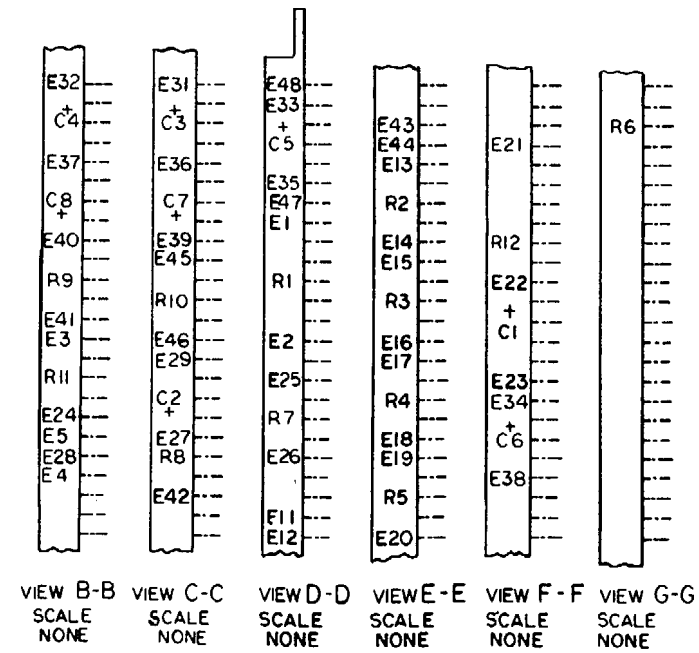 E32
+
C4
E37
C8
+
E40
R9
E41
E3
R11
E24
E5
E28
E4
VIEW B-B
SCALE
NONE
E31
+
C3
E36
C7
+
E39
E45
R10
E46
E29
C2
+
E27
R8
E42
VIEW C-C
SCALE
NONE
E48
E33
+
C5
E35
E47
E1
R1
E2
E25
R7
E26
E11
E12
VIEW D-D
SCALE
NONE
E43
E44
E13
R2
E14
E15
R3
E16
E17
R4
E18
E19
R5
E20
VIEW E-E
SCALE
NONE
E21
R12
E22
+
C1
E23
E34
+
C6
E38
VIEW F-F
SCALE
NONE
R6
VIEW G-G
SCALE
NONE